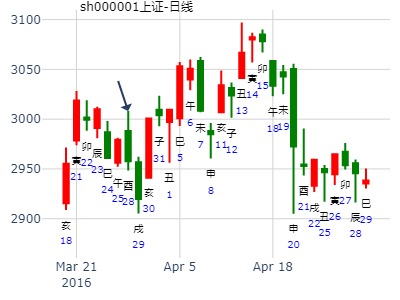 sh000001上证-日线
3100
3050
3000
2950
2900
亥
18
寅
21
卯
22
辰
23
巳
24
午
25
酉
28
戌
29
亥
30
子
31
丑
1
巳
5
午
6
未
7
申
8
亥
11
子
12
丑
13
寅
14
卯
15
午
18
未
19
申
20
酉
21
戌
22
丑
25
寅
26
卯
27
辰
28
巳
29
Mar 21
2016
Apr 5
Apr 18